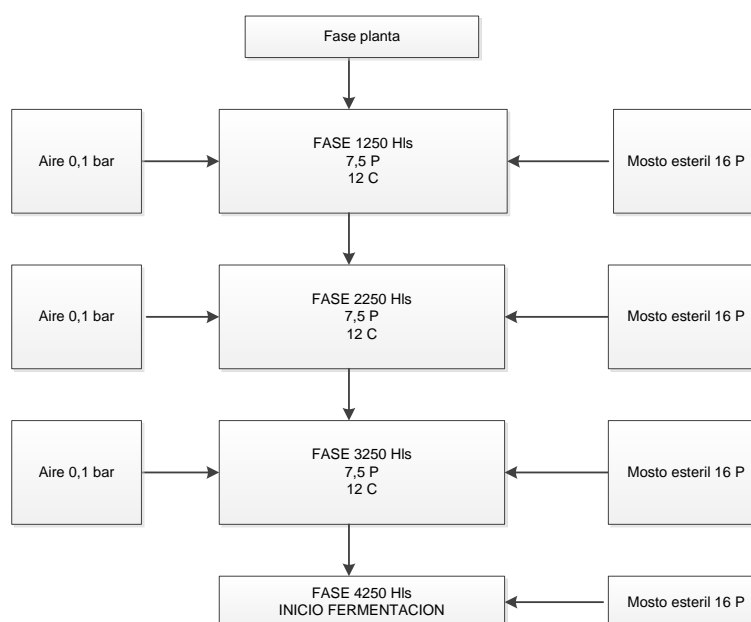 Fase planta
Aire 0,1 bar
FASE 1250 Hls
7,5 P
12 C
Mosto esteril 16 P
Aire 0,1 bar
FASE 2250 Hls
7,5 P
12 C
Mosto esteril 16 P
Aire 0,1 bar
FASE 3250 Hls
7,5 P
12 C
Mosto esteril 16 P
FASE 4250 Hls
INICIO FERMENTACION
Mosto esteril 16 P